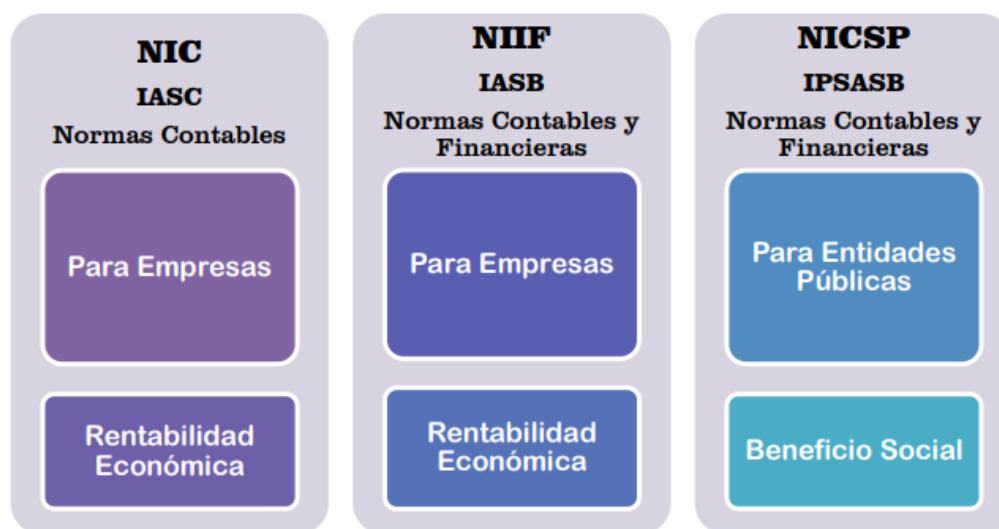 NIC
IASC
Normas Contables
Para Empresas
Rentabilidad
Económica
NIIF
IASB
Normas Contables y
Financieras
Para Empresas
Rentabilidad
Económica
NICSP
IPSASB
Normas Contables y
Financieras
Para Entidades
Públicas
Beneficio Social